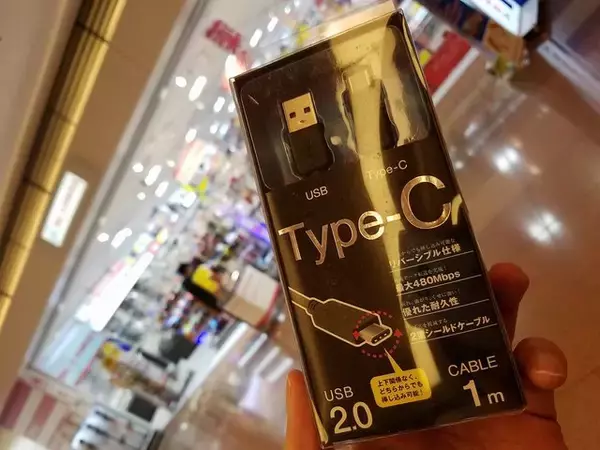 USB
Type-C
Type-C
リバーシブル仕様
最大480Mbps
優れた耐久性
2重シールドケーブル
上下関係なく、
どちらからでも
挿し込み可能!
USB
2.0
CABLE
1m